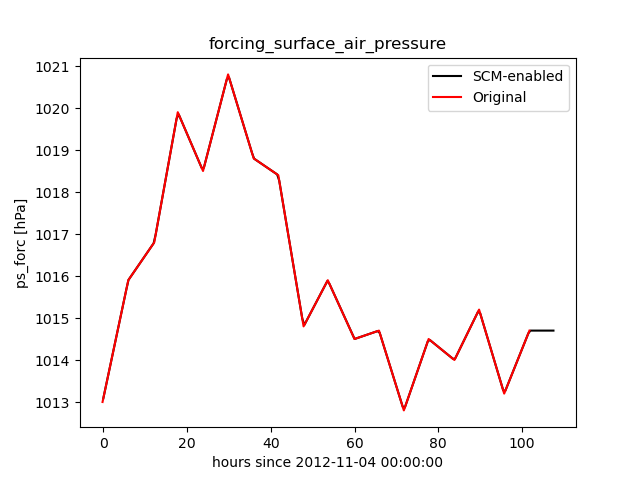 forcing_surface_air_pressure
SCM-enabled
Original
ps_forc [hPa]
1021
1020
1019
1018
1017
1016
1015
1014
1013
0 20 40 60 80 100
hours since 2012-11-04 00:00:00